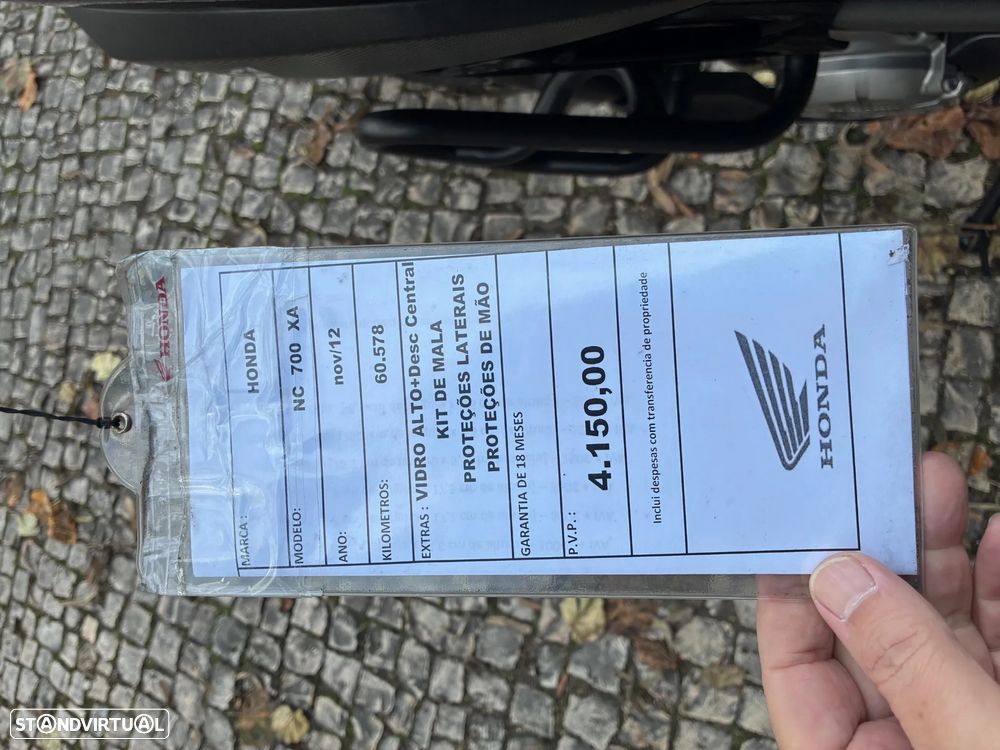 HONDA
MARCA : HONDA
MODELO: NC 700 XA
ANO: nov/12
KILOMETROS: 60.578
EXTRAS : VIDRO ALTO+Desc Central
KIT DE MALA
PROTEÇÕES LATERAIS
PROTEÇÕES DE MÃO
GARANTIA DE 18 MESES
P.V.P. : 4.150,00
Inclui despesas com transferencia de propriedade
HONDA
STANDVIRTUAL